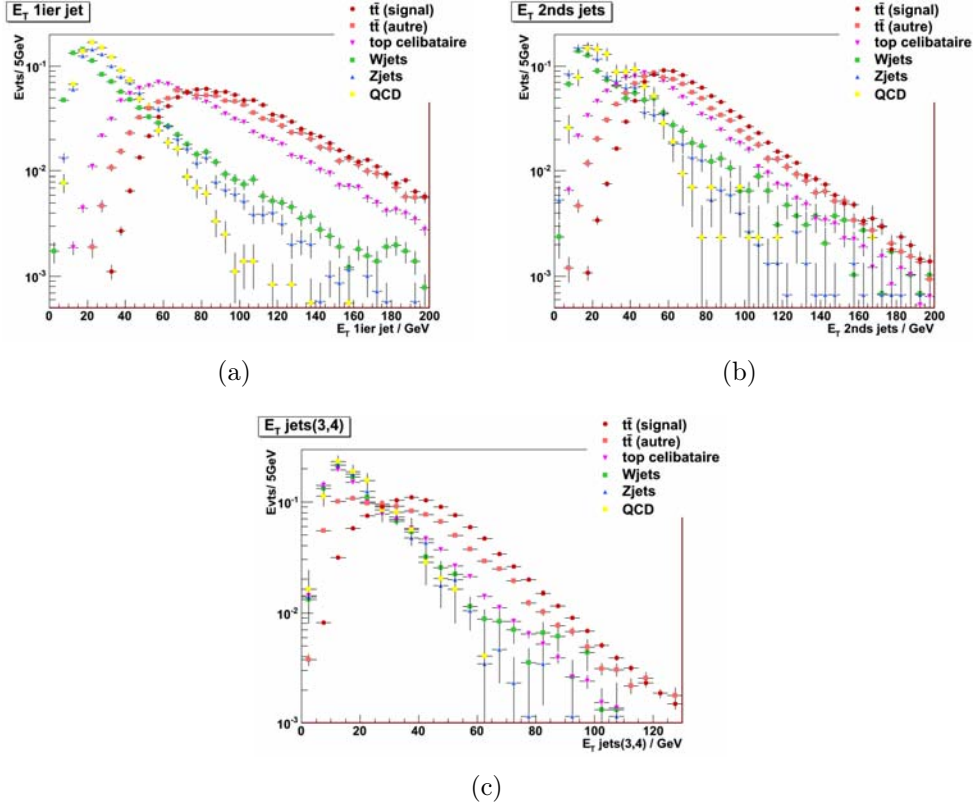 E_T 1ier jet
tt̄ (signal)
tt̄ (autre)
top celibataire
Wjets
Zjets
QCD
Evts/ 5GeV
10⁻¹
10⁻²
10⁻³
0 20 40 60 80 100 120 140 160 180 200
E_T 1ier jet / GeV
(a)
E_T 2nds jets
tt̄ (signal)
tt̄ (autre)
top celibataire
Wjets
Zjets
QCD
Evts/ 5GeV
10⁻¹
10⁻²
10⁻³
0 20 40 60 80 100 120 140 160 180 200
E_T 2nds jets / GeV
(b)
E_T jets(3,4)
tt̄ (signal)
tt̄ (autre)
top celibataire
Wjets
Zjets
QCD
Evts/ 5GeV
10⁻¹
10⁻²
10⁻³
0 20 40 60 80 100 120
E_T jets(3,4) / GeV
(c)